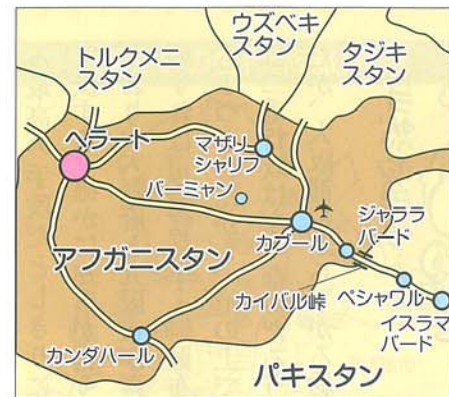 ウズベキ
スタン
タジキ
スタン
トルクメニ
スタン
ヘラート
マザリ
シャリフ
バーミャン
ジャララ
バード
カブール
アフガニスタン
カイバル峠
ペシャワル
イスラマ
バード
カンダハール
パキスタン